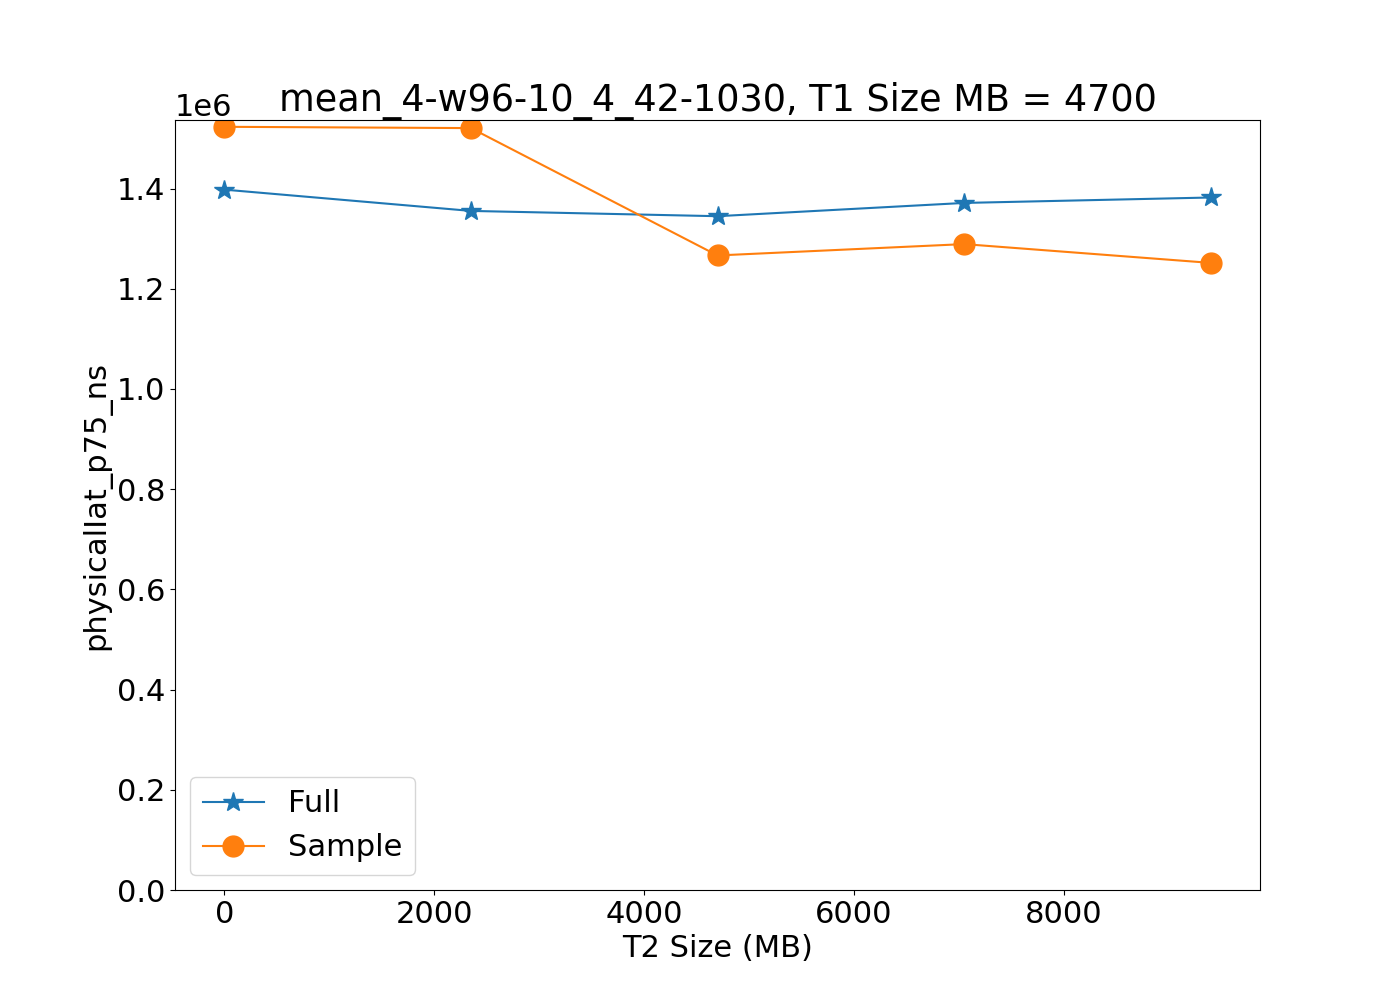 mean_4-w96-10_4_42-1030, T1 Size MB = 4700
1e6
1.4
1.2
1.0
0.8
0.6
0.4
0.2
0.0
physicallat_p75_ns
Full
Sample
0 2000 4000 6000 8000
T2 Size (MB)